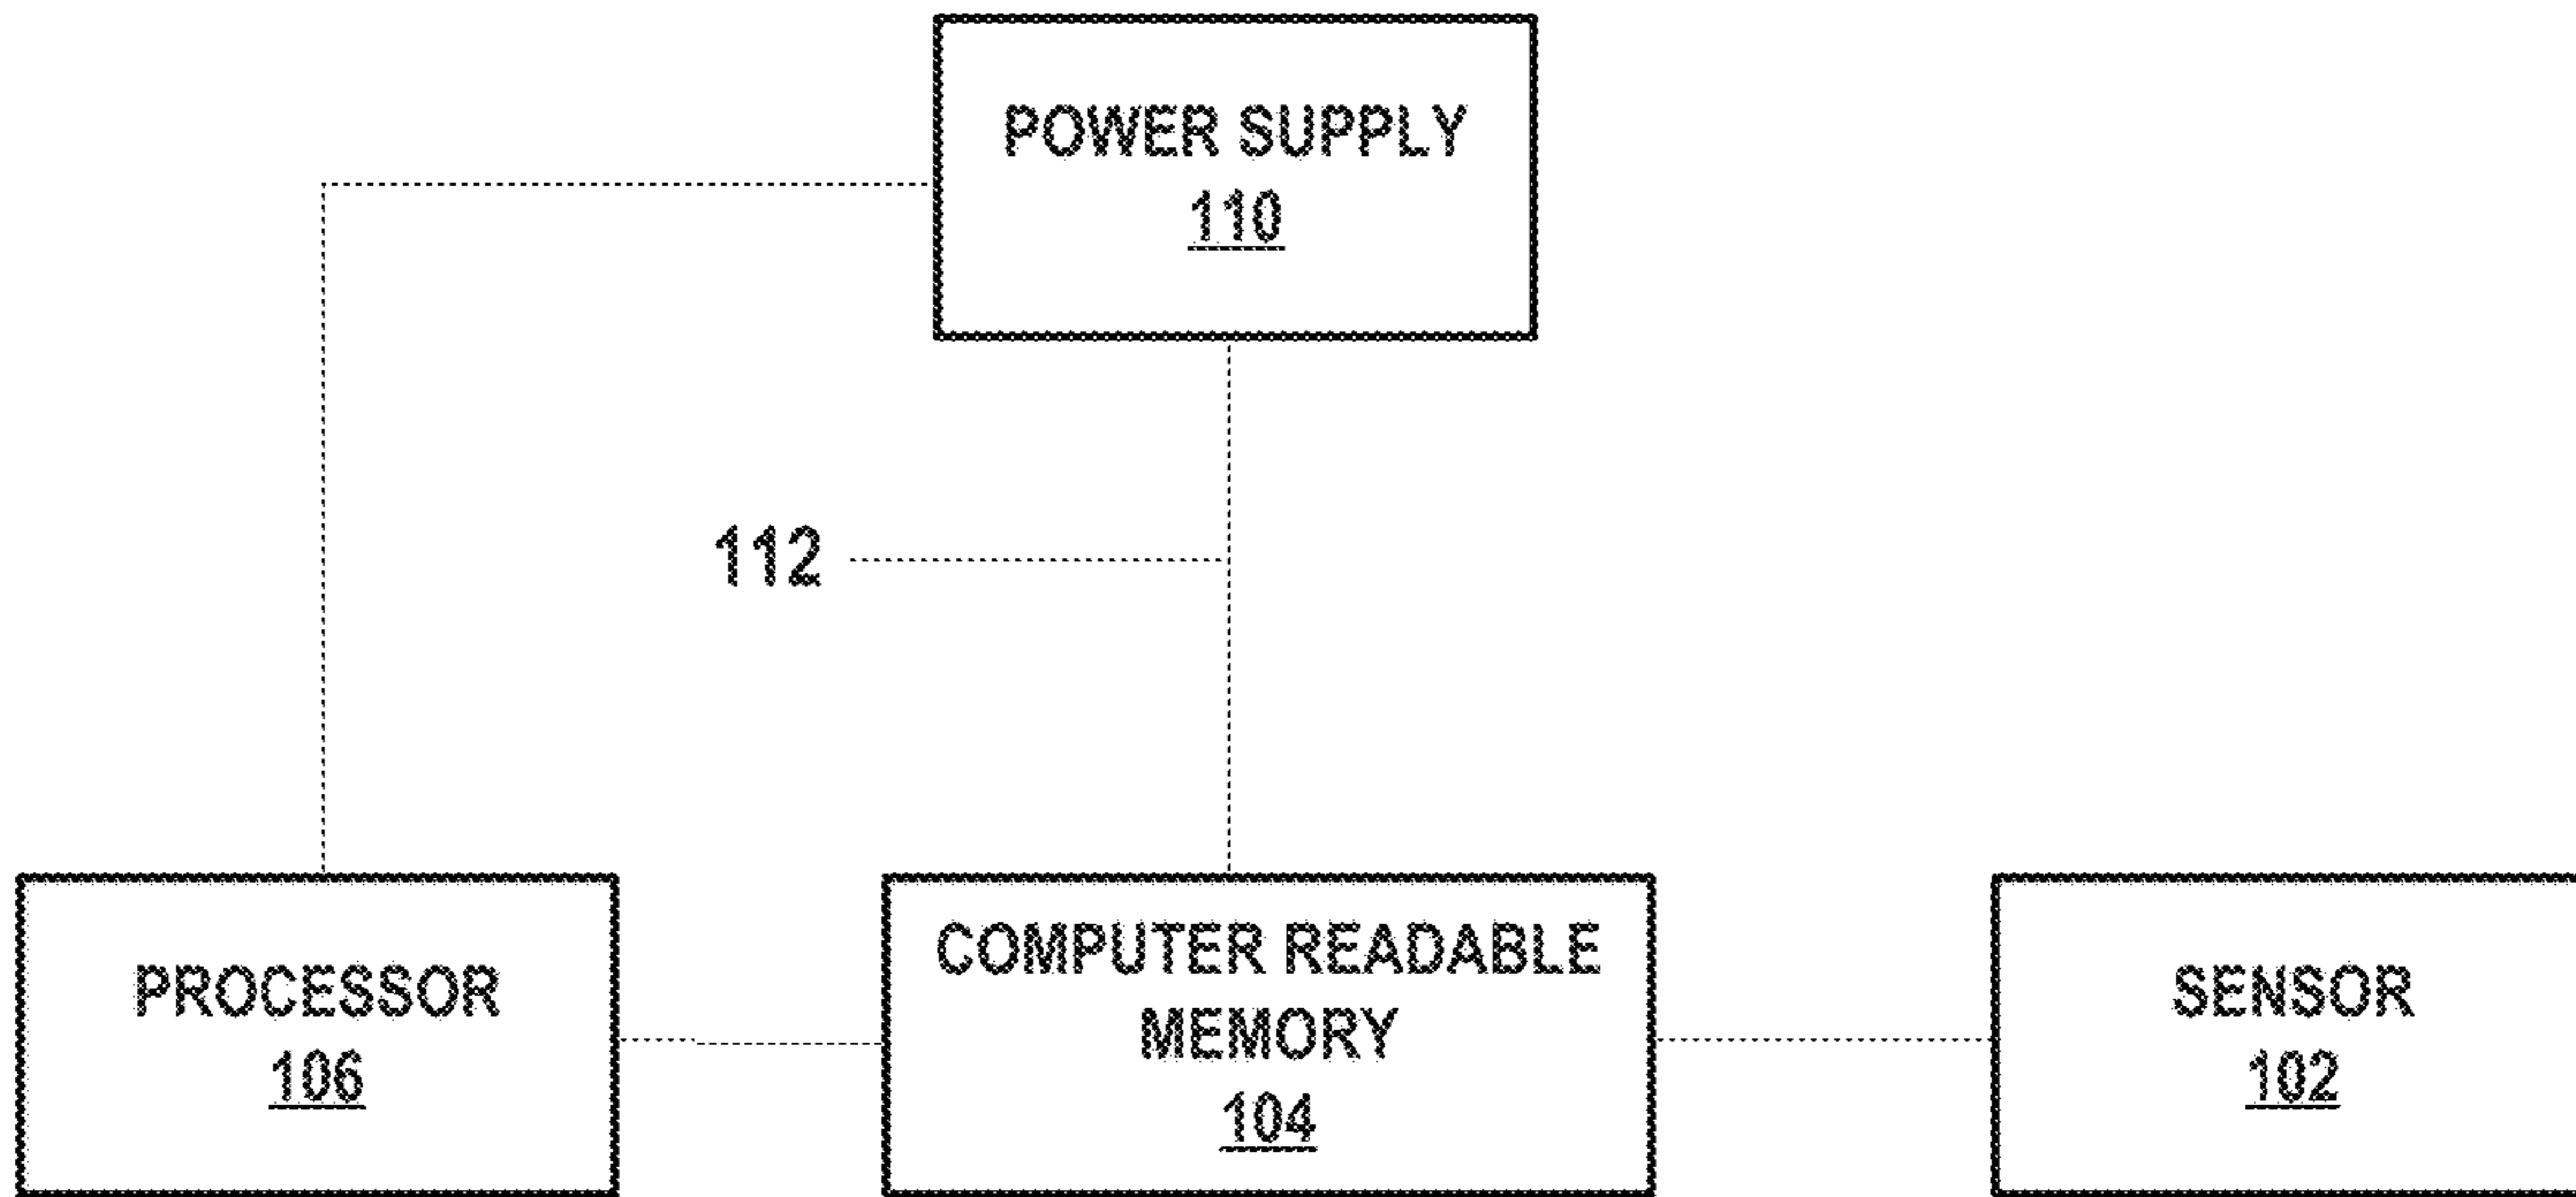 POWER SUPPLY
110
112
PROCESSOR
106
COMPUTER READABLE
MEMORY
104
SENSOR
102